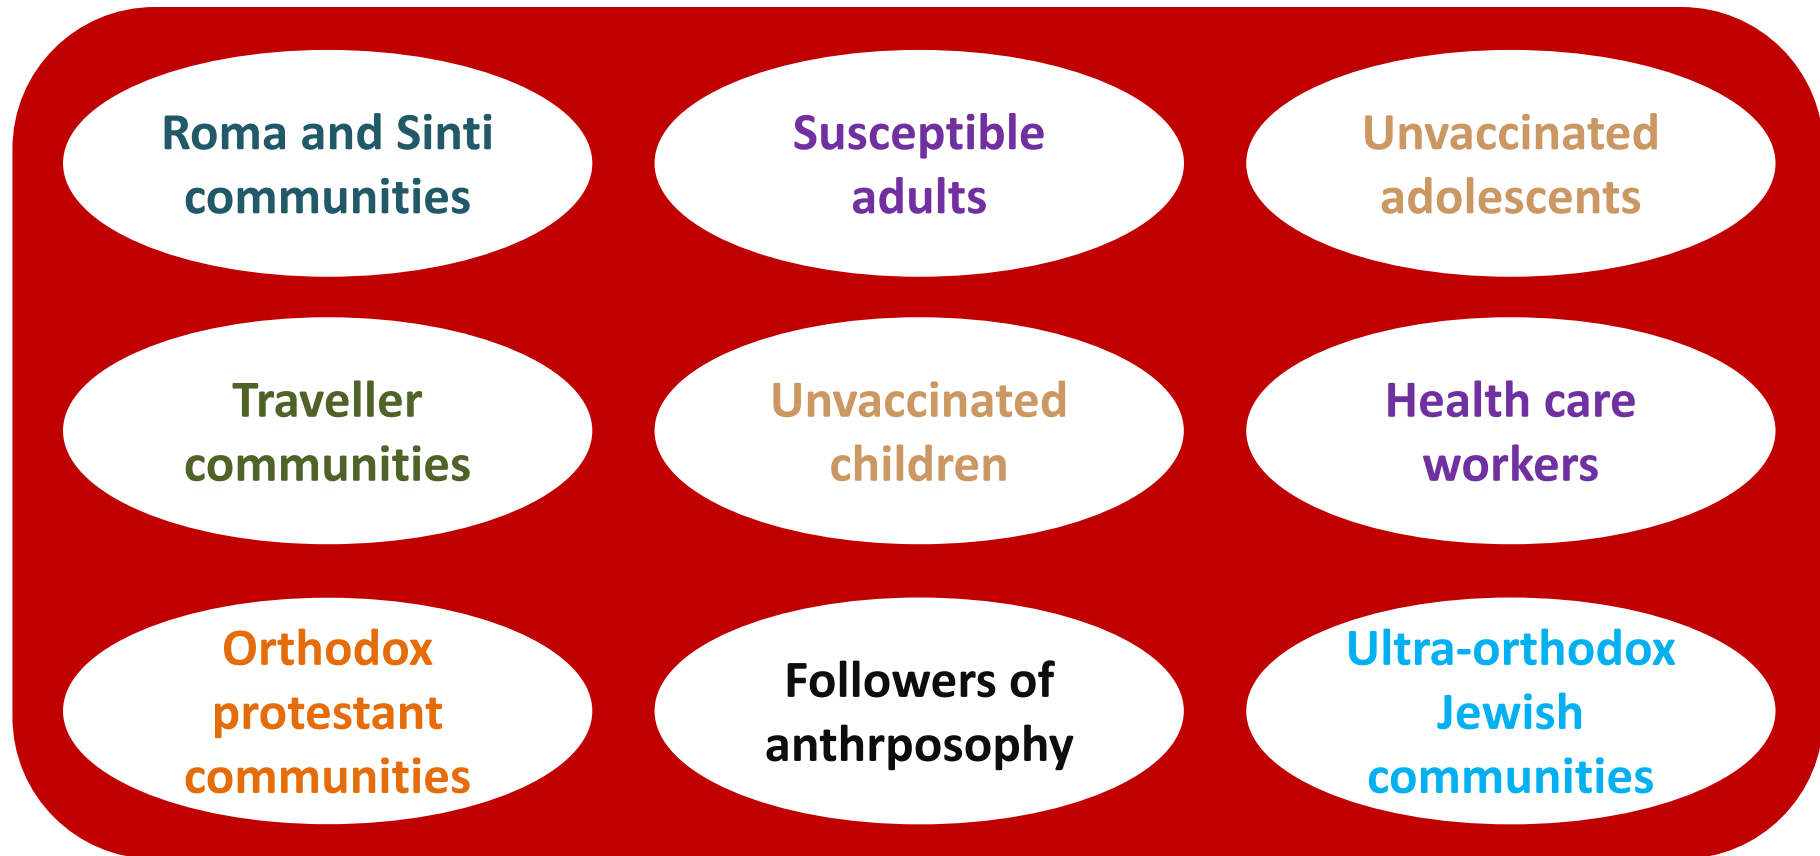 Roma and Sinti
communities
Susceptible
adults
Unvaccinated
adolescents
Traveller
communities
Unvaccinated
children
Health care
workers
Orthodox
protestant
communities
Followers of
anthrposophy
Ultra-orthodox
Jewish
communities